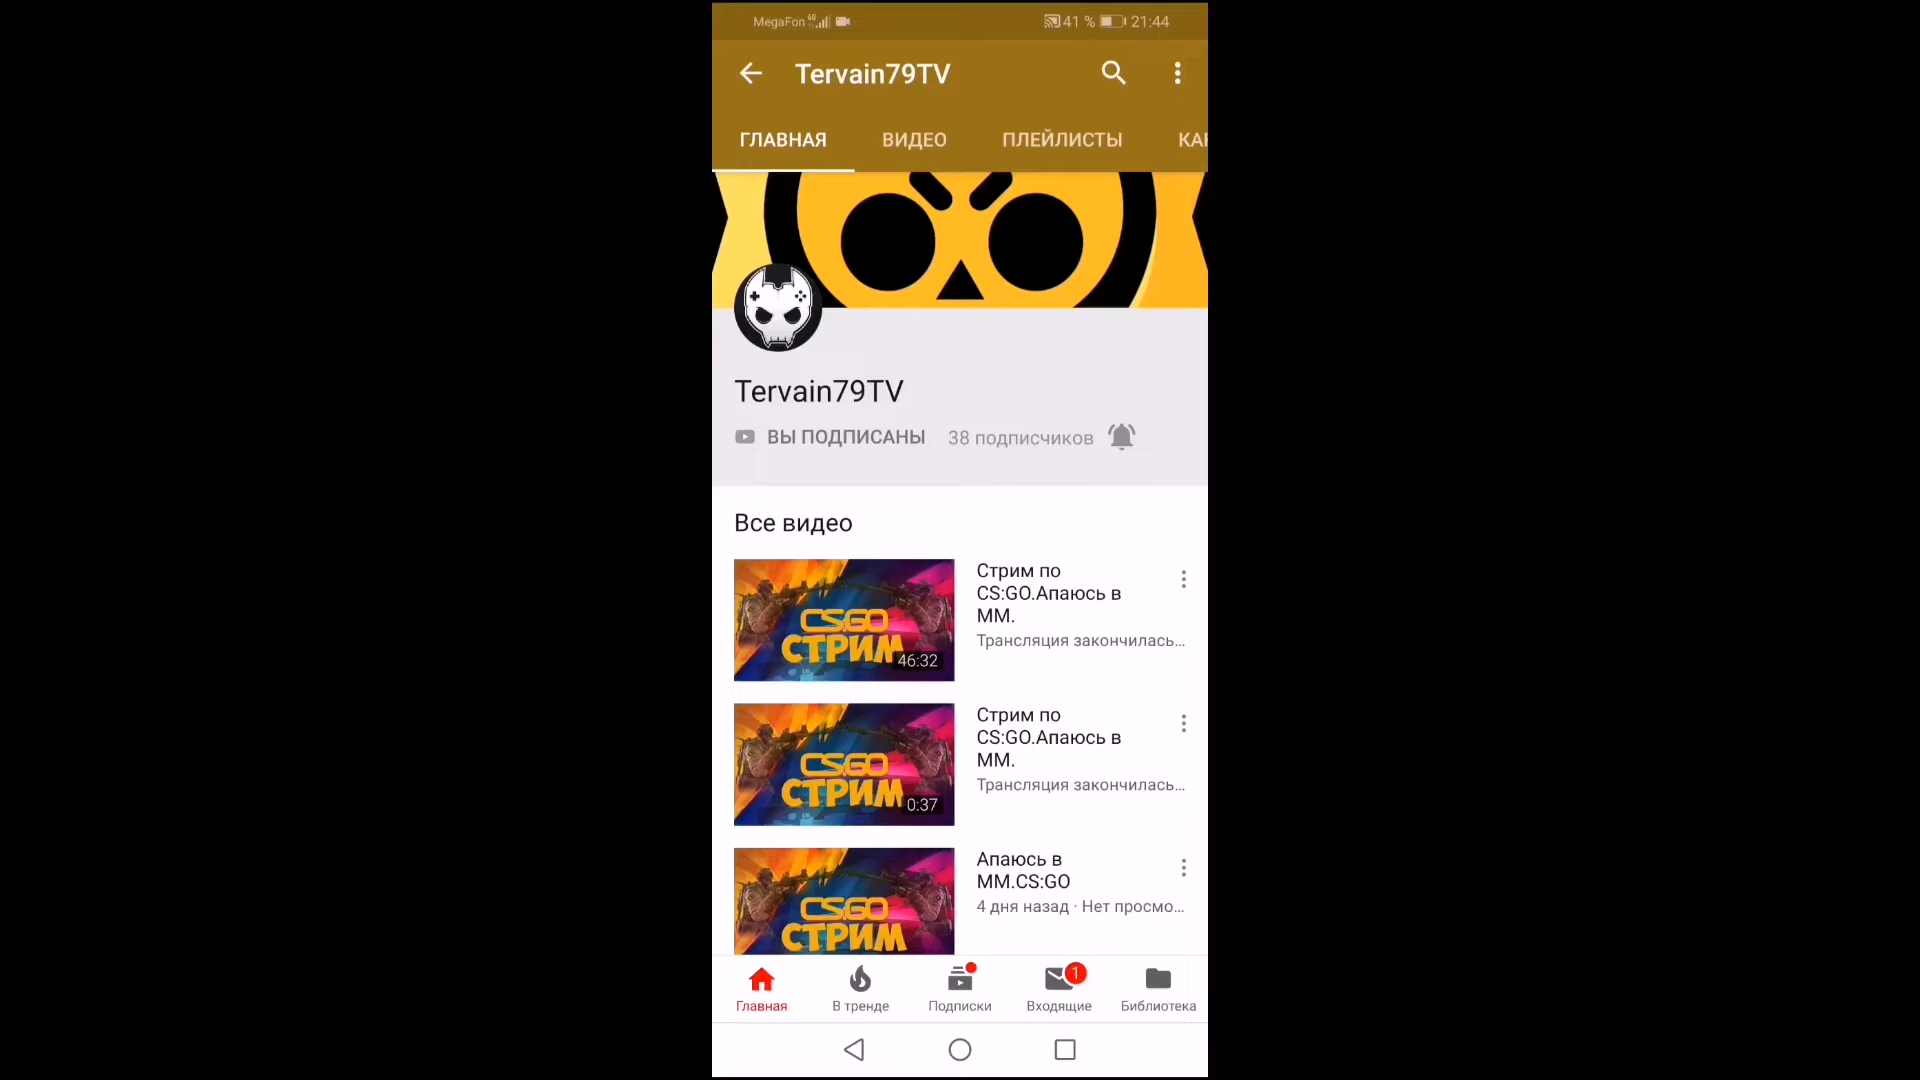 MegaFon 4G 41 % 21:44
Tervain79TV
ГЛАВНАЯ ВИДЕО ПЛЕЙЛИСТЫ КАН
Tervain79TV
ВЫ ПОДПИСАНЫ 38 подписчиков
Все видео
CS:GO
СТРИМ
46:32
Стрим по
CS:GO.Апаюсь в
ММ.
Трансляция закончилась...
CS:GO
СТРИМ
0:37
Стрим по
CS:GO.Апаюсь в
ММ.
Трансляция закончилась...
CS:GO
СТРИМ
Апаюсь в
ММ.CS:GO
4 дня назад · Нет просмо...
1
Главная В тренде Подписки Входящие Библиотека